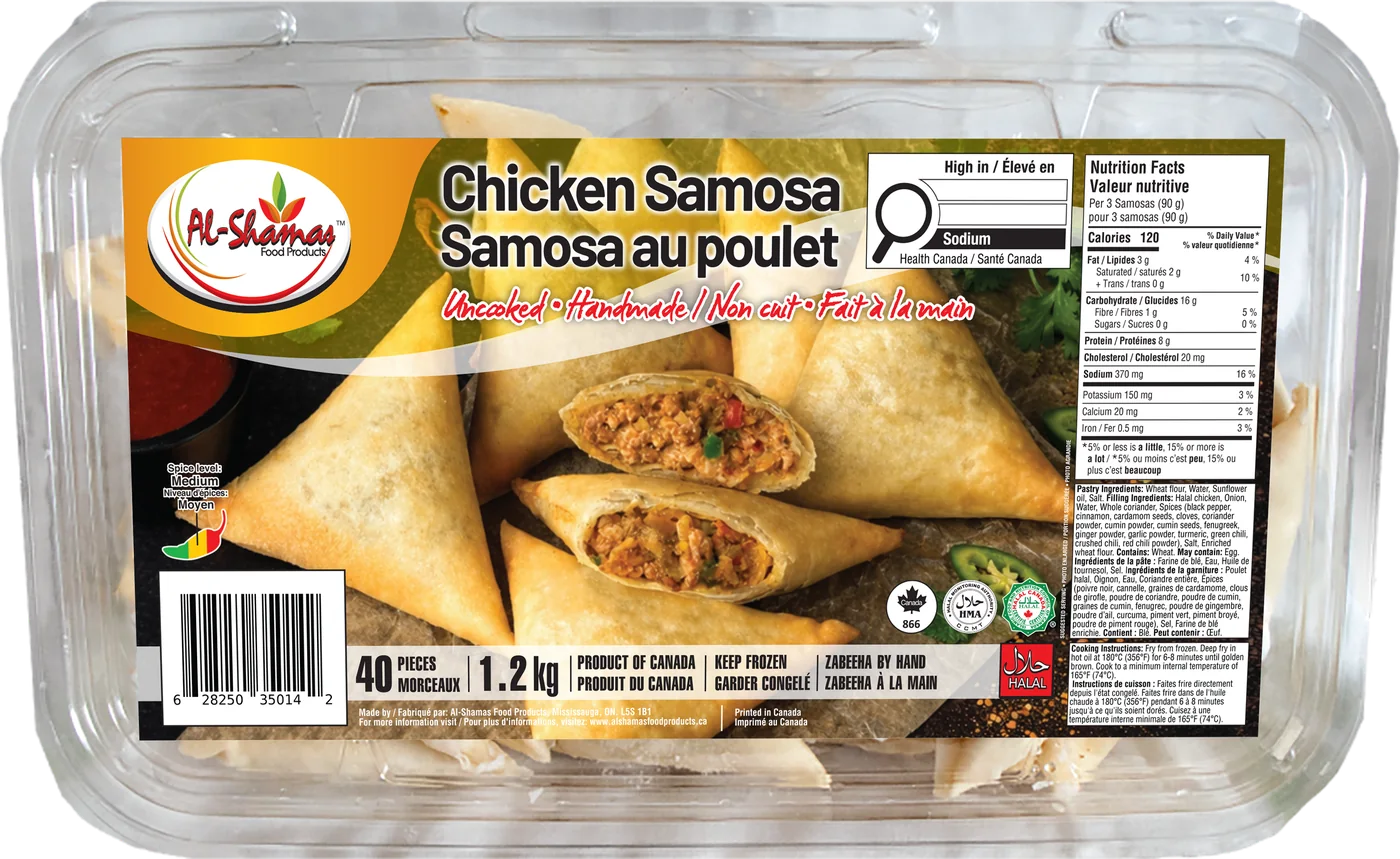 Al-Shamas™
Food Products
Chicken Samosa
Samosa au poulet
Uncooked • Handmade / Non cuit • Fait à la main
High in / Élevé en
Sodium
Health Canada / Santé Canada
Nutrition Facts
Valeur nutritive
Per 3 Samosas (90 g)
pour 3 samosas (90 g)
Calories 120
% Daily Value*
% valeur quotidienne*
Fat / Lipides 3 g 4 %
Saturated / saturés 2 g
+ Trans / trans 0 g 10 %
Carbohydrate / Glucides 16 g
Fibre / Fibres 1 g 5 %
Sugars / Sucres 0 g 0 %
Protein / Protéines 8 g
Cholesterol / Cholestérol 20 mg
Sodium 370 mg 16 %
Potassium 150 mg 3 %
Calcium 20 mg 2 %
Iron / Fer 0.5 mg 3 %
*5% or less is a little, 15% or more is
a lot / *5% ou moins c'est peu, 15% ou
plus c'est beaucoup
Pastry Ingredients: Wheat flour, Water, Sunflower
oil, Salt. Filling Ingredients: Halal chicken, Onion,
Water, Whole coriander, Spices (black pepper,
cinnamon, cardamom seeds, cloves, coriander
powder, cumin powder, cumin seeds, fenugreek,
ginger powder, garlic powder, turmeric, green chili,
crushed chili, red chili powder), Salt, Enriched
wheat flour. Contains: Wheat. May contain: Egg.
Ingrédients de la pâte : Farine de blé, Eau, Huile de
tournesol, Sel. Ingrédients de la garniture : Poulet
halal, Oignon, Eau, Coriandre entière, Épices
(poivre noir, cannelle, graines de cardamome, clous
de girofle, poudre de coriandre, poudre de cumin,
graines de cumin, fenugrec, poudre de gingembre,
poudre d'ail, curcuma, piment vert, piment broyé,
poudre de piment rouge), Sel, Farine de blé
enrichie. Contient : Blé. Peut contenir : Œuf.
Cooking Instructions: Fry from frozen. Deep fry in
hot oil at 180°C (356°F) for 6-8 minutes until golden
brown. Cook to a minimum internal temperature of
165°F (74°C).
Instructions de cuisson : Faites frire directement
depuis l'état congelé. Faites frire dans de l'huile
chaude à 180°C (356°F) pendant 6 à 8 minutes
jusqu'à ce qu'ils soient dorés. Cuisez à une
température interne minimale de 165°F (74°C).
SUGGESTED SERVING • PHOTO ENLARGED / PORTION SUGGÉRÉE • PHOTO AGRANDIE
Spice level:
Medium
Niveau d'épices:
Moyen
Canada
866
HALAL MONITORING AUTHORITY
حلال
HMA
CCMT
HALAL CANADA
حلال
HALAL
حلال
HALAL
6 28250 35014 2
40 PIECES
MORCEAUX
1.2 kg
PRODUCT OF CANADA
PRODUIT DU CANADA
KEEP FROZEN
GARDER CONGELÉ
ZABEEHA BY HAND
ZABEEHA À LA MAIN
Made by / Fabriqué par: Al-Shamas Food Products, Mississauga, ON. L5S 1B1
For more information visit / Pour plus d'informations, visitez: www.alshamasfoodproducts.ca
Printed in Canada
Imprimé au Canada